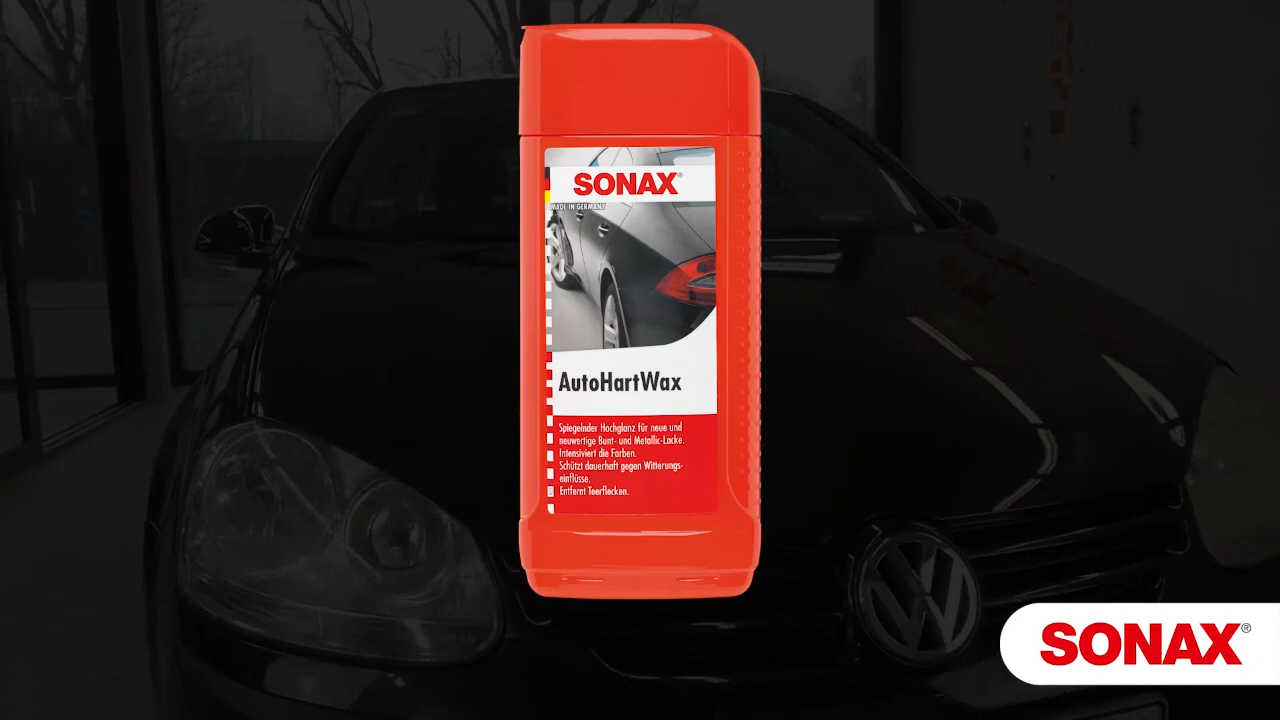 SONAX®
MADE IN GERMANY
AutoHartWax
Spiegelnder Hochglanz für neue und
neuwertige Bunt- und Metallic-Lacke.
Intensiviert die Farben.
Schützt dauerhaft gegen Witterungs-
einflüsse.
Entfernt Teerflecken.
SONAX®